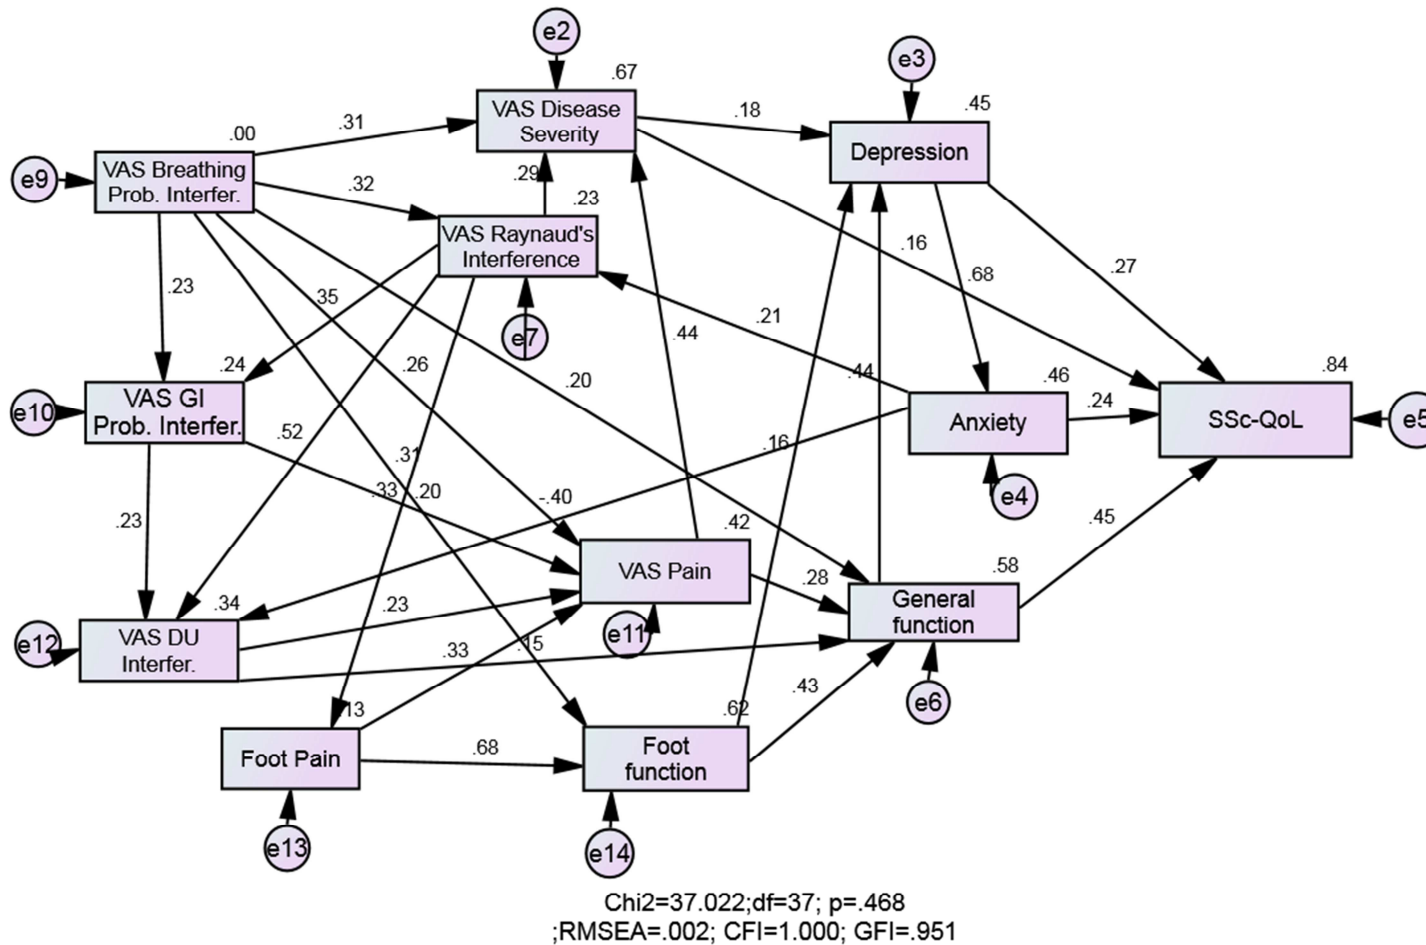 e2
.67
e3
.45
VAS Disease
Severity
.18
.31
.00
Depression
VAS Breathing
Prob. Interfer.
e9
.32
.29
.23
VAS Raynaud's
Interference
.16
.68
.27
.23
.35
e7
.21
.44
.24
.26
.20
.44
.46
.84
VAS GI
Prob. Interfer.
e10
Anxiety
.24
SSc-QoL
e5
.52
.31
.16
e4
.33
.20
-.40
.42
.45
.23
VAS Pain
.28
.58
General
function
.34
.23
e11
e12
VAS DU
Interfer.
.33
.15
e6
.43
.13
.62
Foot Pain
.68
Foot
function
e13
e14
Chi2=37.022;df=37; p=.468
;RMSEA=.002; CFI=1.000; GFI=.951